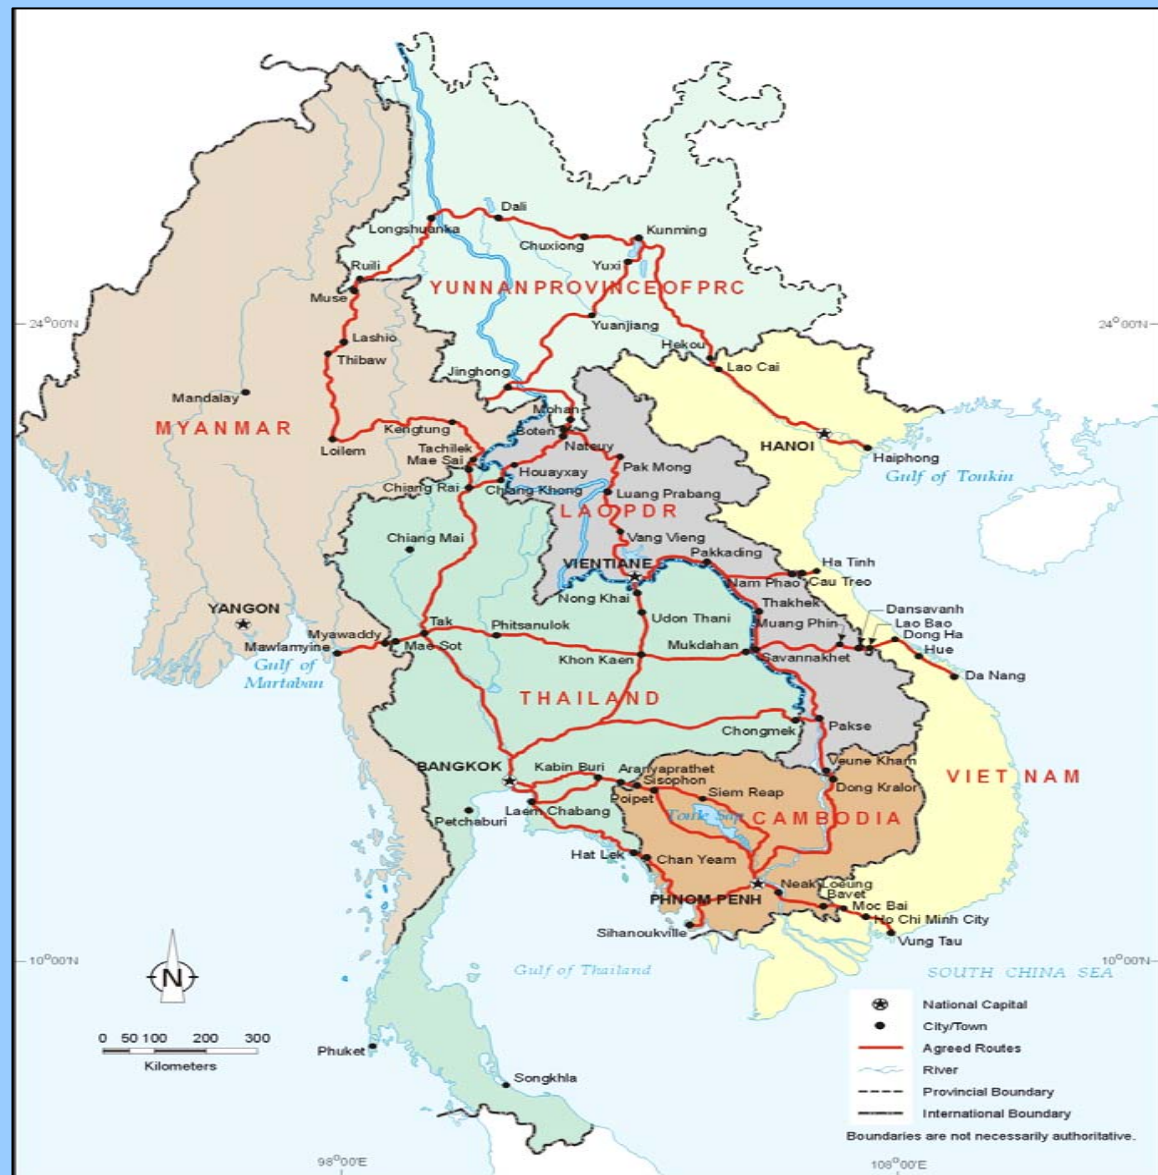 Dali
Longshuanka
Kunming
Chuxiong
Yuxi
Ruili
YUNNAN PROVINCE OF PRC
Muse
24°00'N
24°00'N
Yuanjiang
Lashio
Hekou
Thibaw
Lao Cai
Jinghong
Mandalay
Mohan
MYANMAR
Kengtung
Boten
HANOI
Loilem
Tachilek
Nateuy
Haiphong
Mae Sai
Houayxay
Pak Mong
Gulf of Tonkin
Chiang Rai
Chiang Khong
Luang Prabang
LAO PDR
Chiang Mai
Vang Vieng
Pakkading
VIENTIANE
Ha Tinh
Nam Phao
Cau Treo
Nong Khai
YANGON
Thakhek
Dansavanh
Udon Thani
Muang Phin
Lao Bao
Tak
Phitsanulok
Myawaddy
Dong Ha
Mawlamyine
Mae Sot
Mukdahan
Hue
Khon Kaen
Savannakhet
Gulf of
Martaban
Da Nang
THAILAND
Chongmek
Pakse
BANGKOK
Kabin Buri
Aranyaprathet
Veune Kham
Sisophon
VIET NAM
Poipet
Siem Reap
Dong Kralor
Laem Chabang
Petchaburi
Tonle Sap
CAMBODIA
Hat Lek
Chan Yeam
Neak Loeung
PHNOM PENH
Bavet
Moc Bai
Ho Chi Minh City
Sihanoukville
Vung Tau
10°00'N
Gulf of Thailand
SOUTH CHINA SEA
10°00'N
N
National Capital
City/Town
0 50 100 200 300
Kilometers
Phuket
Agreed Routes
River
Songkhla
Provincial Boundary
International Boundary
Boundaries are not necessarily authoritative.
98°00'E
108°00'E